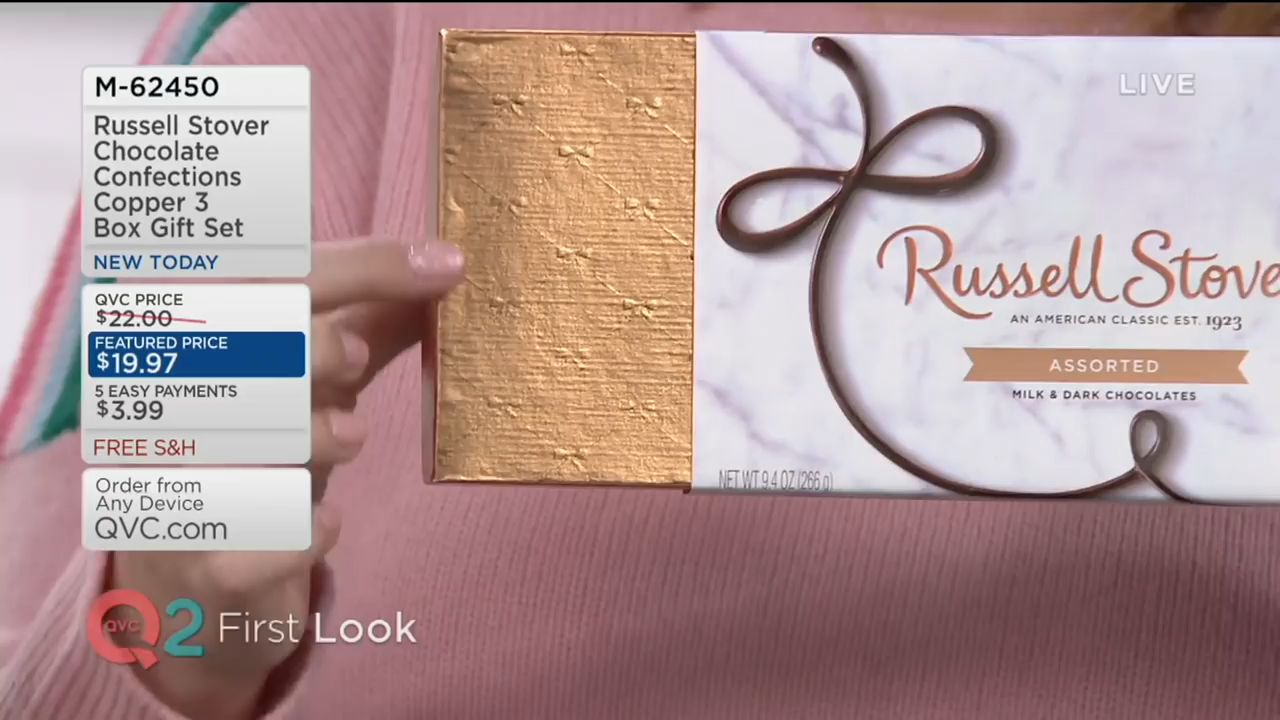 M-62450
Russell Stover
Chocolate
Confections
Copper 3
Box Gift Set
NEW TODAY
QVC PRICE
$22.00
FEATURED PRICE
$19.97
5 EASY PAYMENTS
$3.99
FREE S&H
Order from
Any Device
QVC.com
QVC 2 First Look
LIVE
Russell Stove
AN AMERICAN CLASSIC EST. 1923
ASSORTED
MILK & DARK CHOCOLATES
NET WT 9.4 OZ (266 g)